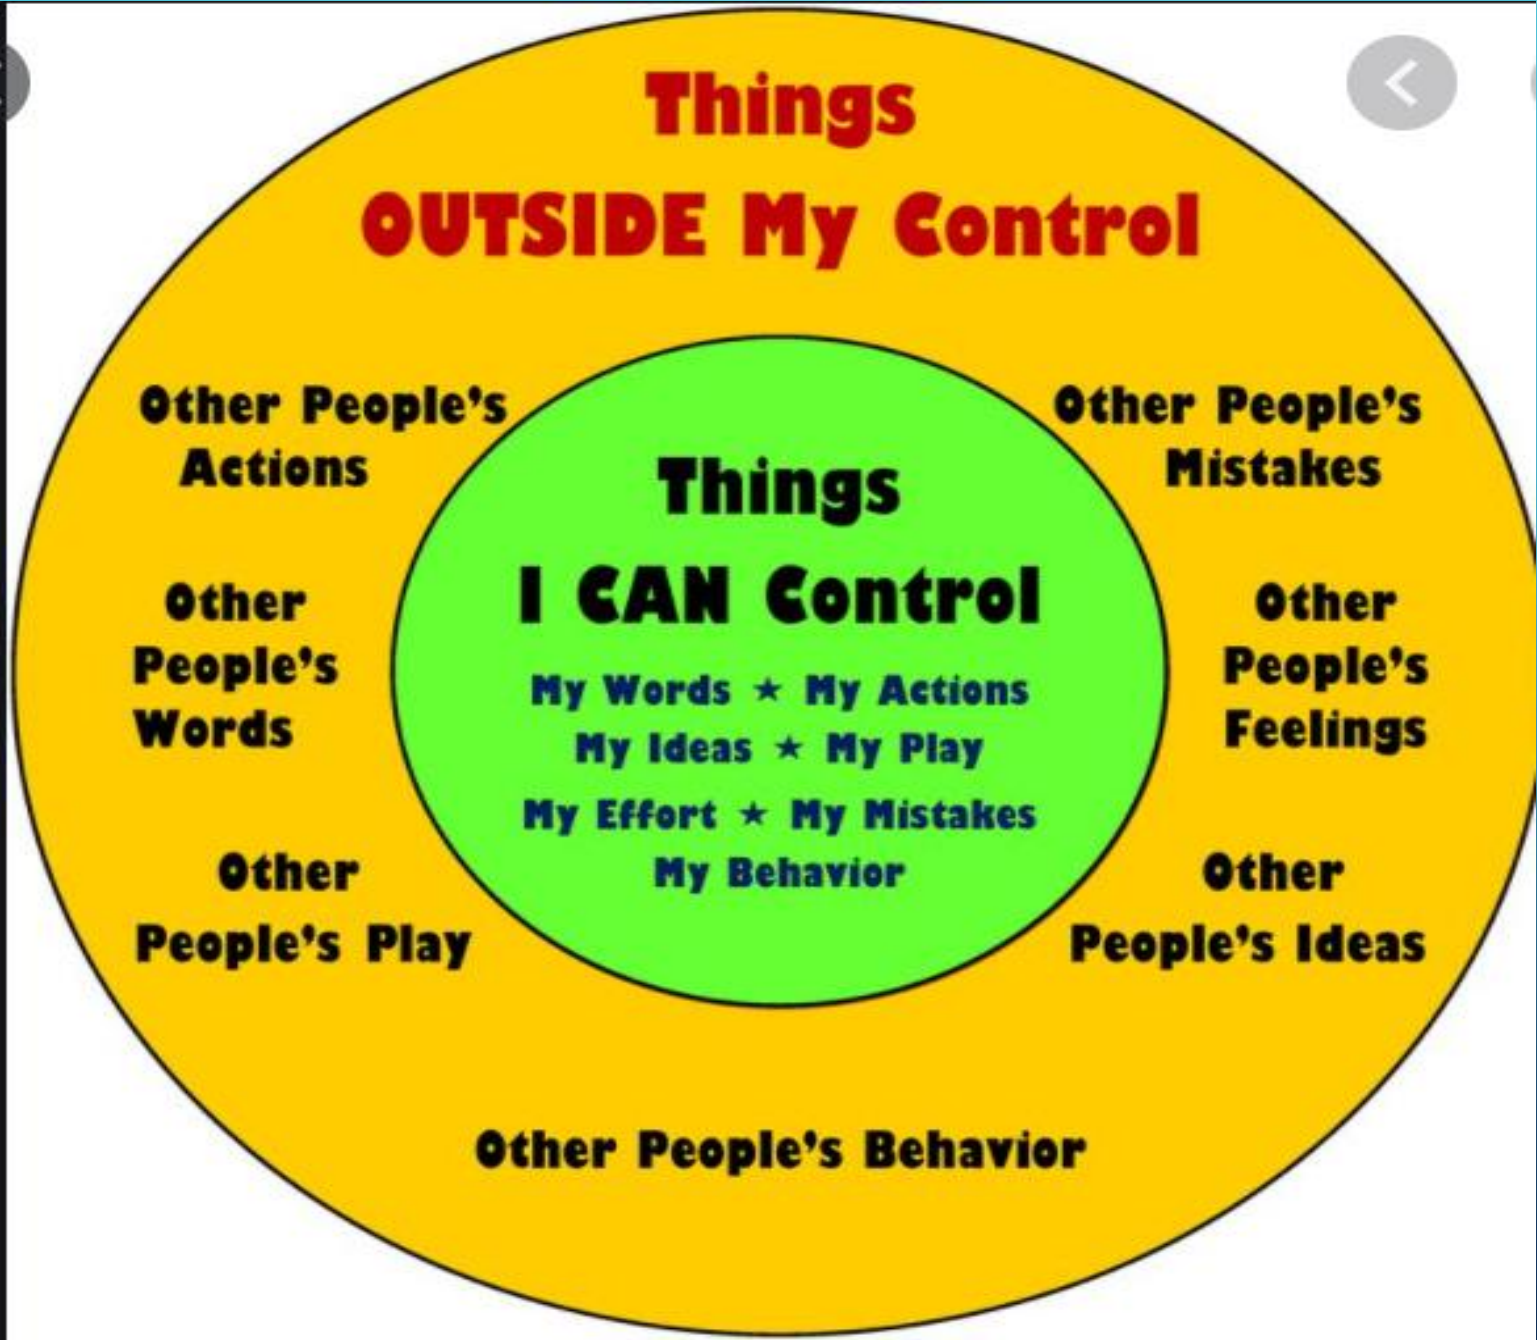 Things
OUTSIDE My Control
Other People's
Actions
Other
People's
Words
Other
People's Play
Things
I CAN Control
My Words ★ My Actions
My Ideas ★ My Play
My Effort ★ My Mistakes
My Behavior
Other People's
Mistakes
Other
People's
Feelings
Other
People's Ideas
Other People's Behavior